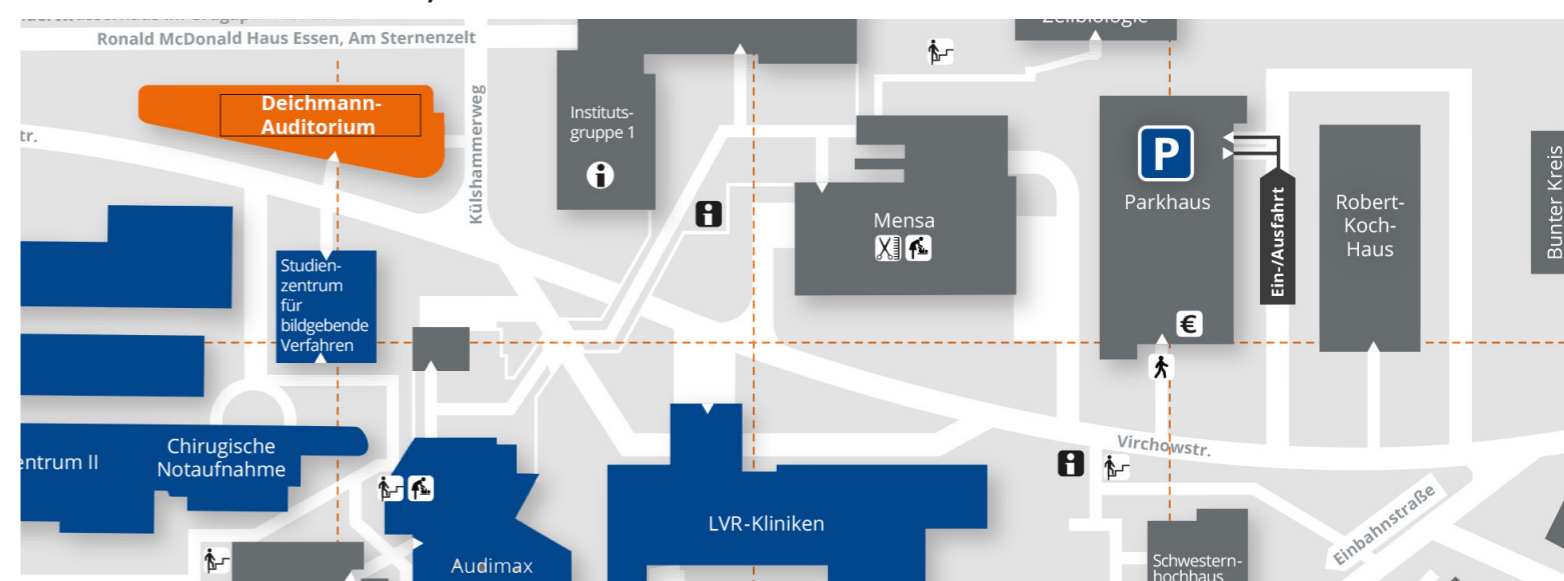 Ronald McDonald Haus Essen, Am Sternenzelt
Zellbiologie
Deichmann-
Auditorium
Külshammerweg
Instituts-
gruppe 1
i
P
Parkhaus
Ein-/Ausfahrt
Robert-
Koch-
Haus
Bunter Kreis
tr.
i
Mensa
Studien-
zentrum
für
bildgebende
Verfahren
€
Virchowstr.
Chirugische
Notaufnahme
entrum II
i
Einbahnstraße
LVR-Kliniken
Audimax
Schwestern-
hochhaus